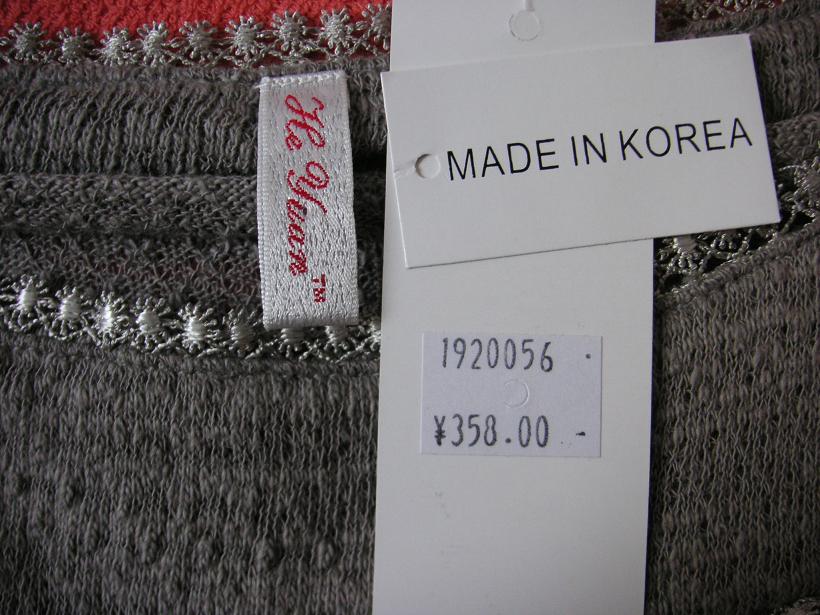 He Yuan™
MADE IN KOREA
1920056
¥358.00